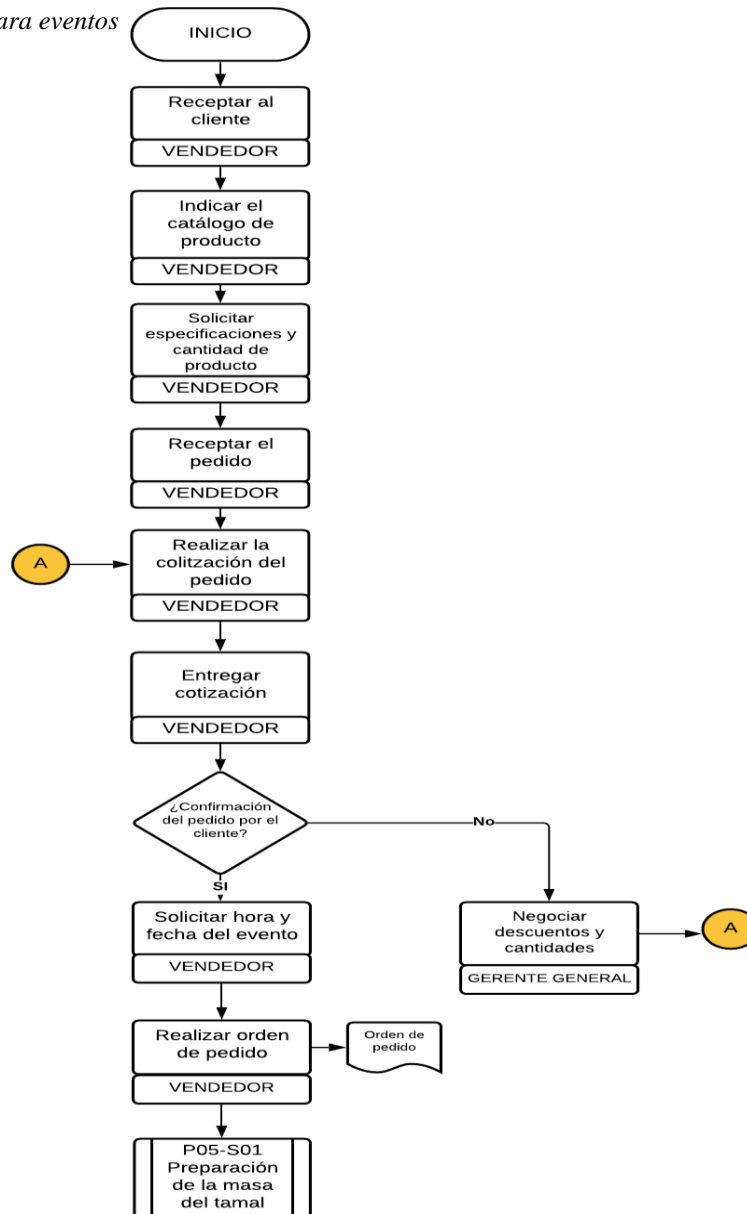 ara eventos
INICIO
Receptar al
cliente
VENDEDOR
Indicar el
catálogo de
producto
VENDEDOR
Solicitar
especificaciones y
cantidad de
producto
VENDEDOR
Receptar el
pedido
VENDEDOR
A
Realizar la
colitzación del
pedido
VENDEDOR
Entregar
cotización
VENDEDOR
¿Confirmación
del pedido por el
cliente?
No
SI
Solicitar hora y
fecha del evento
VENDEDOR
Negociar
descuentos y
cantidades
GERENTE GENERAL
A
Realizar orden
de pedido
VENDEDOR
Orden de
pedido
P05-S01
Preparación
de la masa
del tamal